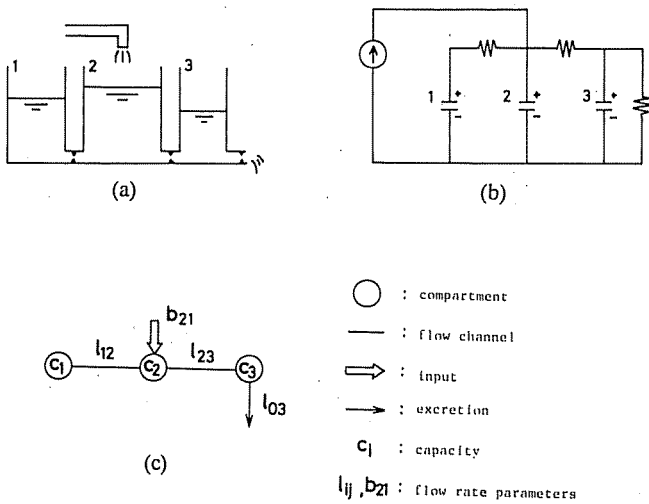 1 2 3
(a)
1 2 3
+ + +
- - -
(b)
b21
l12 l23
c1 c2 c3
l03
(c)
: compartment
: flow channel
: input
: excretion
ci : capacity
lij , b21 : flow rate parameters